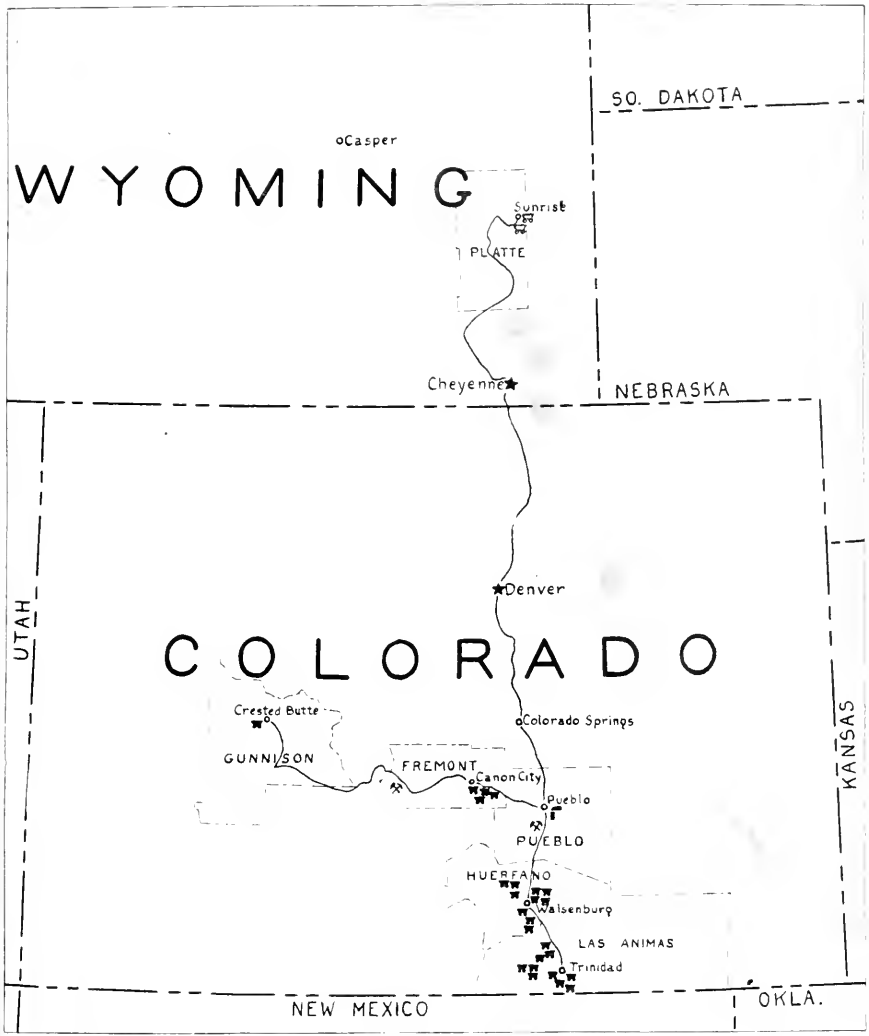 SO. DAKOTA
Casper
WYOMING
Sunrise
PLATTE
Cheyenne
NEBRASKA
Denver
UTAH
COLORADO
Crested Butte
Colorado Springs
KANSAS
GUNNISON
FREMONT
Canon City
Pueblo
PUEBLO
HUERFANO
Walsenburg
LAS ANIMAS
Trinidad
NEW MEXICO
OKLA.